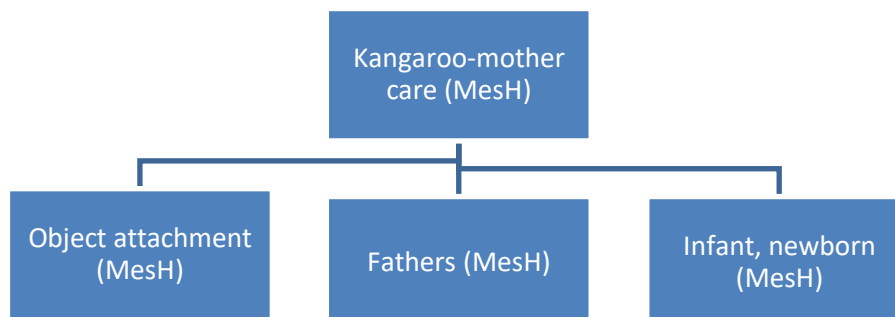 Kangaroo-mother
care (MesH)
Object attachment
(MesH)
Fathers (MesH)
Infant, newborn
(MesH)